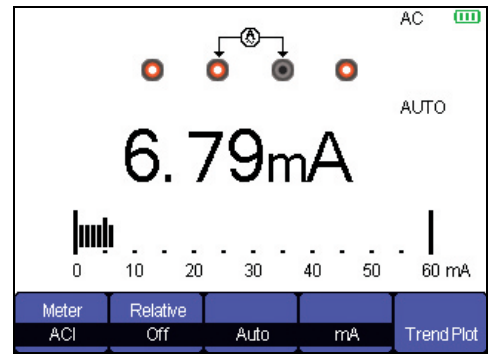 AC
A
AUTO
6.79mA
0 10 20 30 40 50 60 mA
Meter Relative
ACI Off Auto mA Trend Plot